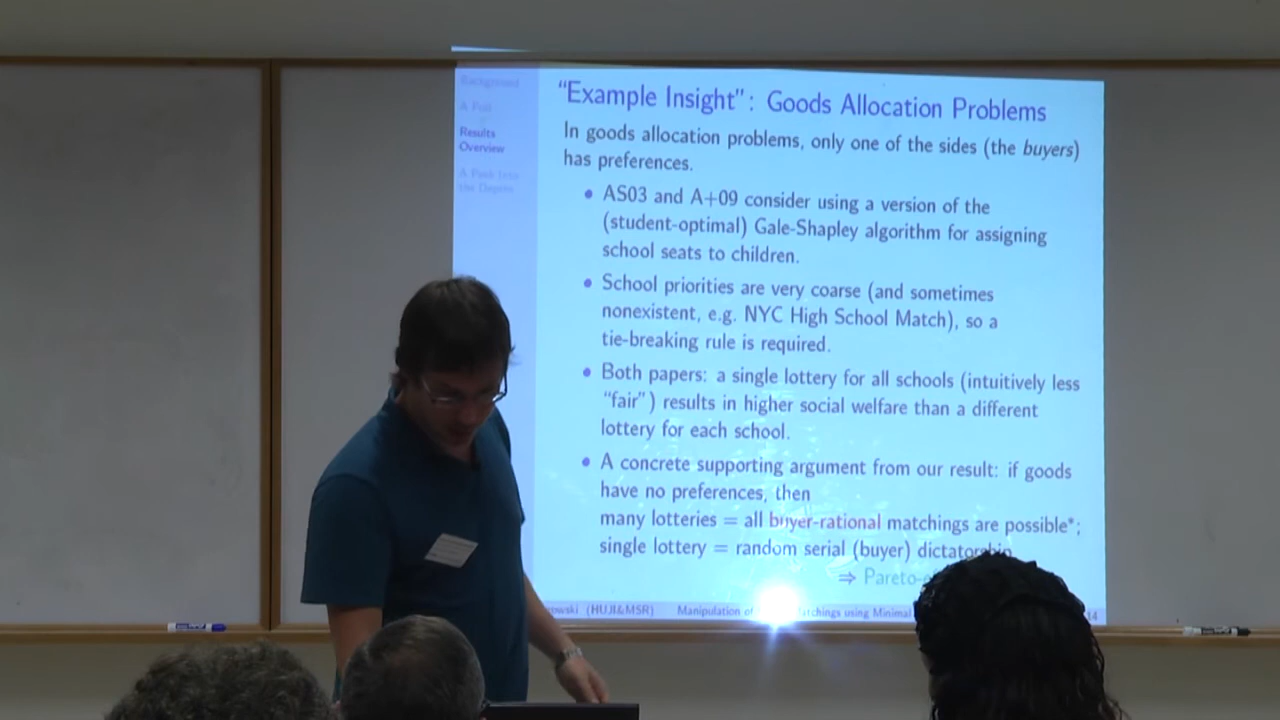 Background
A Poll
Results
Overview
“Example Insight”: Goods Allocation Problems
In goods allocation problems, only one of the sides (the buyers)
has preferences.
• AS03 and A+09 consider using a version of the
(student-optimal) Gale-Shapley algorithm for assigning
school seats to children.
• School priorities are very coarse (and sometimes
nonexistent, e.g. NYC High School Match), so a
tie-breaking rule is required.
• Both papers: a single lottery for all schools (intuitively less
“fair”) results in higher social welfare than a different
lottery for each school.
• A concrete supporting argument from our result: if goods
have no preferences, then
many lotteries = all buyer-rational matchings are possible*;
single lottery = random serial (buyer) dictatorship
⇒ Pareto-
(HUJI&MSR) Manipulation of using Minimal